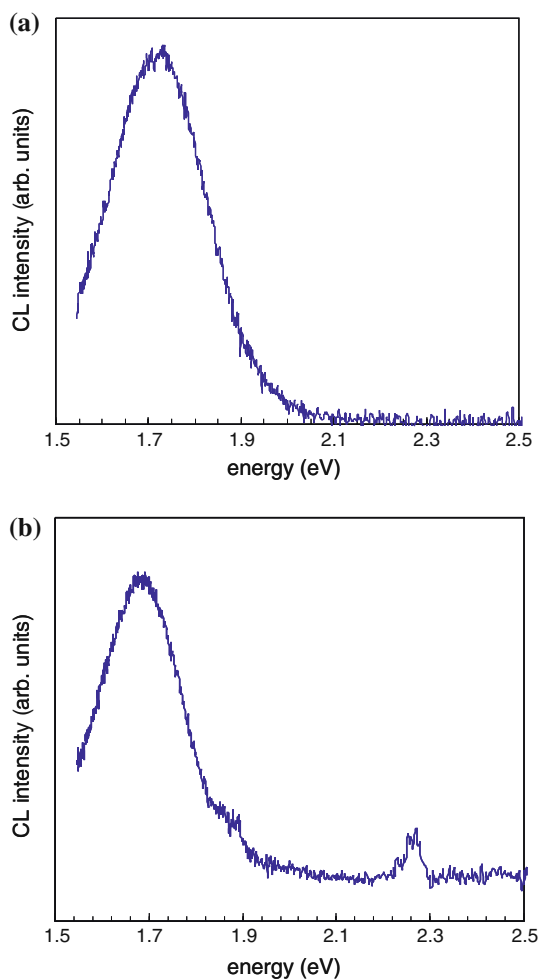 (a)
CL intensity (arb. units)
1.5 1.7 1.9 2.1 2.3 2.5
energy (eV)
(b)
CL intensity (arb. units)
1.5 1.7 1.9 2.1 2.3 2.5
energy (eV)